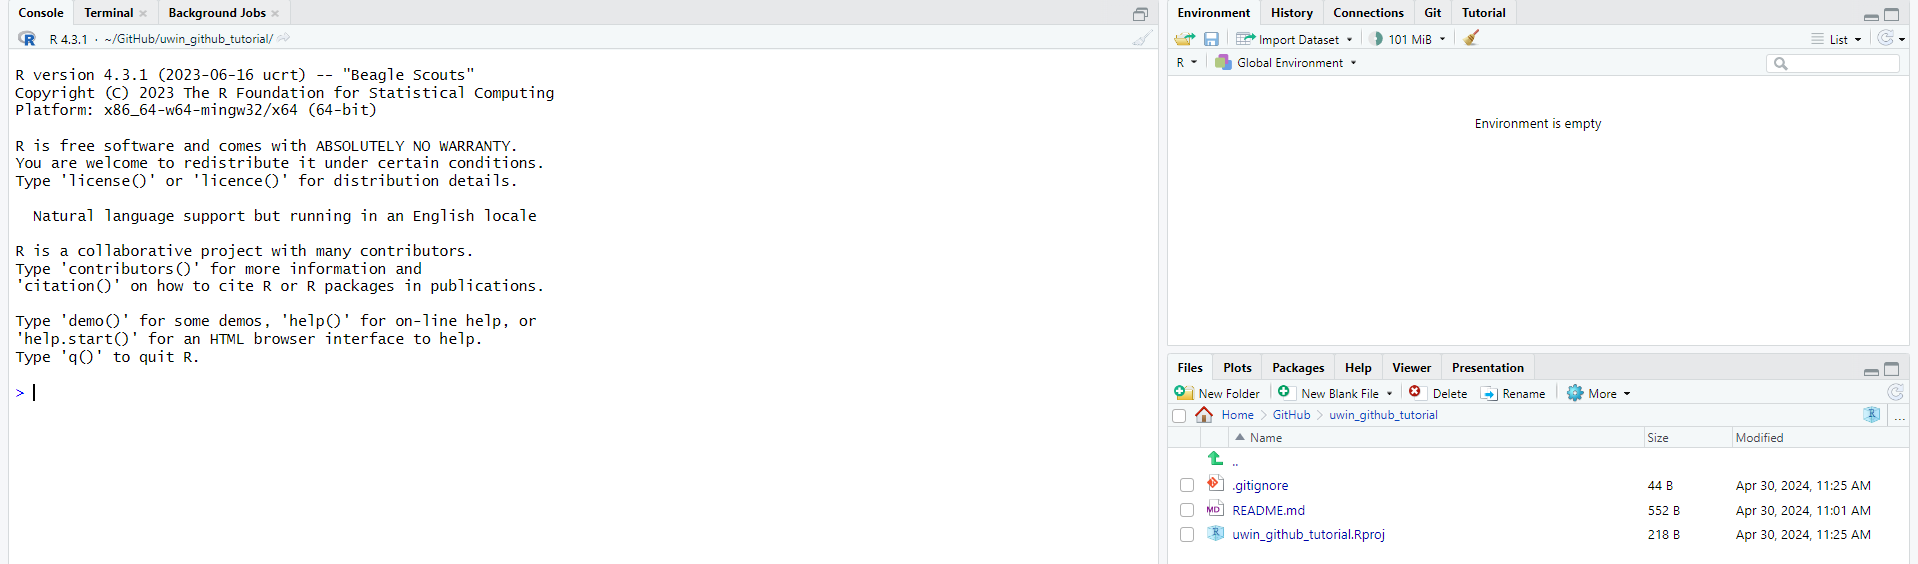 Console Terminal Background Jobs
R 4.3.1 · ~/GitHub/uwin_github_tutorial/
R version 4.3.1 (2023-06-16 ucrt) -- "Beagle Scouts"
Copyright (C) 2023 The R Foundation for Statistical Computing
Platform: x86_64-w64-mingw32/x64 (64-bit)
R is free software and comes with ABSOLUTELY NO WARRANTY.
You are welcome to redistribute it under certain conditions.
Type 'license()' or 'licence()' for distribution details.
Natural language support but running in an English locale
R is a collaborative project with many contributors.
Type 'contributors()' for more information and
'citation()' on how to cite R or R packages in publications.
Type 'demo()' for some demos, 'help()' for on-line help, or
'help.start()' for an HTML browser interface to help.
Type 'q()' to quit R.
>
Environment History Connections Git Tutorial
Import Dataset 101 MiB List
R Global Environment
Environment is empty
Files Plots Packages Help Viewer Presentation
New Folder New Blank File Delete Rename More
Home GitHub uwin_github_tutorial R ...
Name Size Modified
..
.gitignore 44 B Apr 30, 2024, 11:25 AM
MD README.md 552 B Apr 30, 2024, 11:01 AM
R uwin_github_tutorial.Rproj 218 B Apr 30, 2024, 11:25 AM